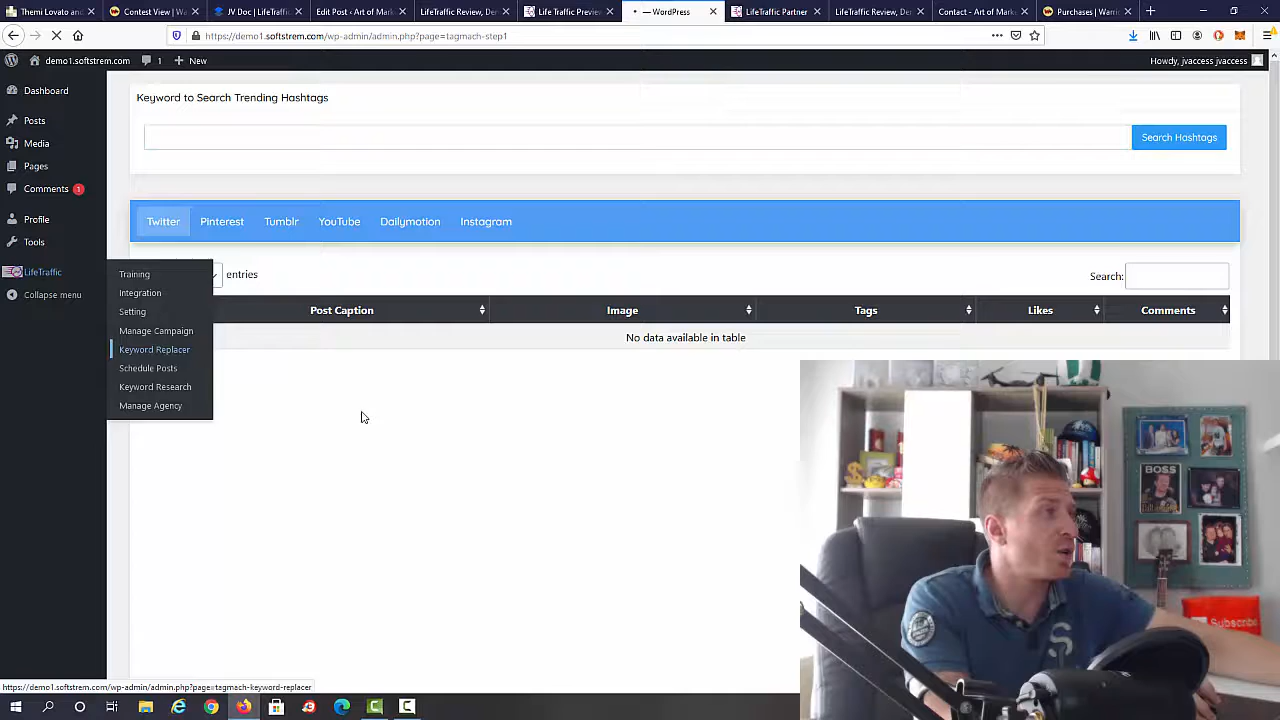 Themi Lovato and
Contest View | Wa
JV Doc | LifeTraffi
Edit Post ‹ Art of M
LifeTraffic Review, De
Life Traffic Preview
— WordPress
LifeTraffic Partner
LifeTraffic Review, De
Contact - Art of Ma
Purchases | Warrio
https://demo1.softstrem.com/wp-admin/admin.php?page=tagmach-step1
demo1.softstrem.com
1
New
Howdy, jvaccess jvaccess
Dashboard
Posts
Media
Pages
Comments 1
Profile
Tools
LifeTraffic
Collapse menu
Training
Integration
Setting
Manage Campaign
Keyword Replacer
Schedule Posts
Keyword Research
Manage Agency
Keyword to Search Trending Hashtags
Search Hashtags
Twitter
Pinterest
Tumblr
YouTube
Dailymotion
Instagram
entries
Search:
Post Caption
Image
Tags
Likes
Comments
No data available in table
BOSS
Subscribe
https://demo1.softstrem.com/wp-admin/admin.php?page=tagmach-keyword-replacer